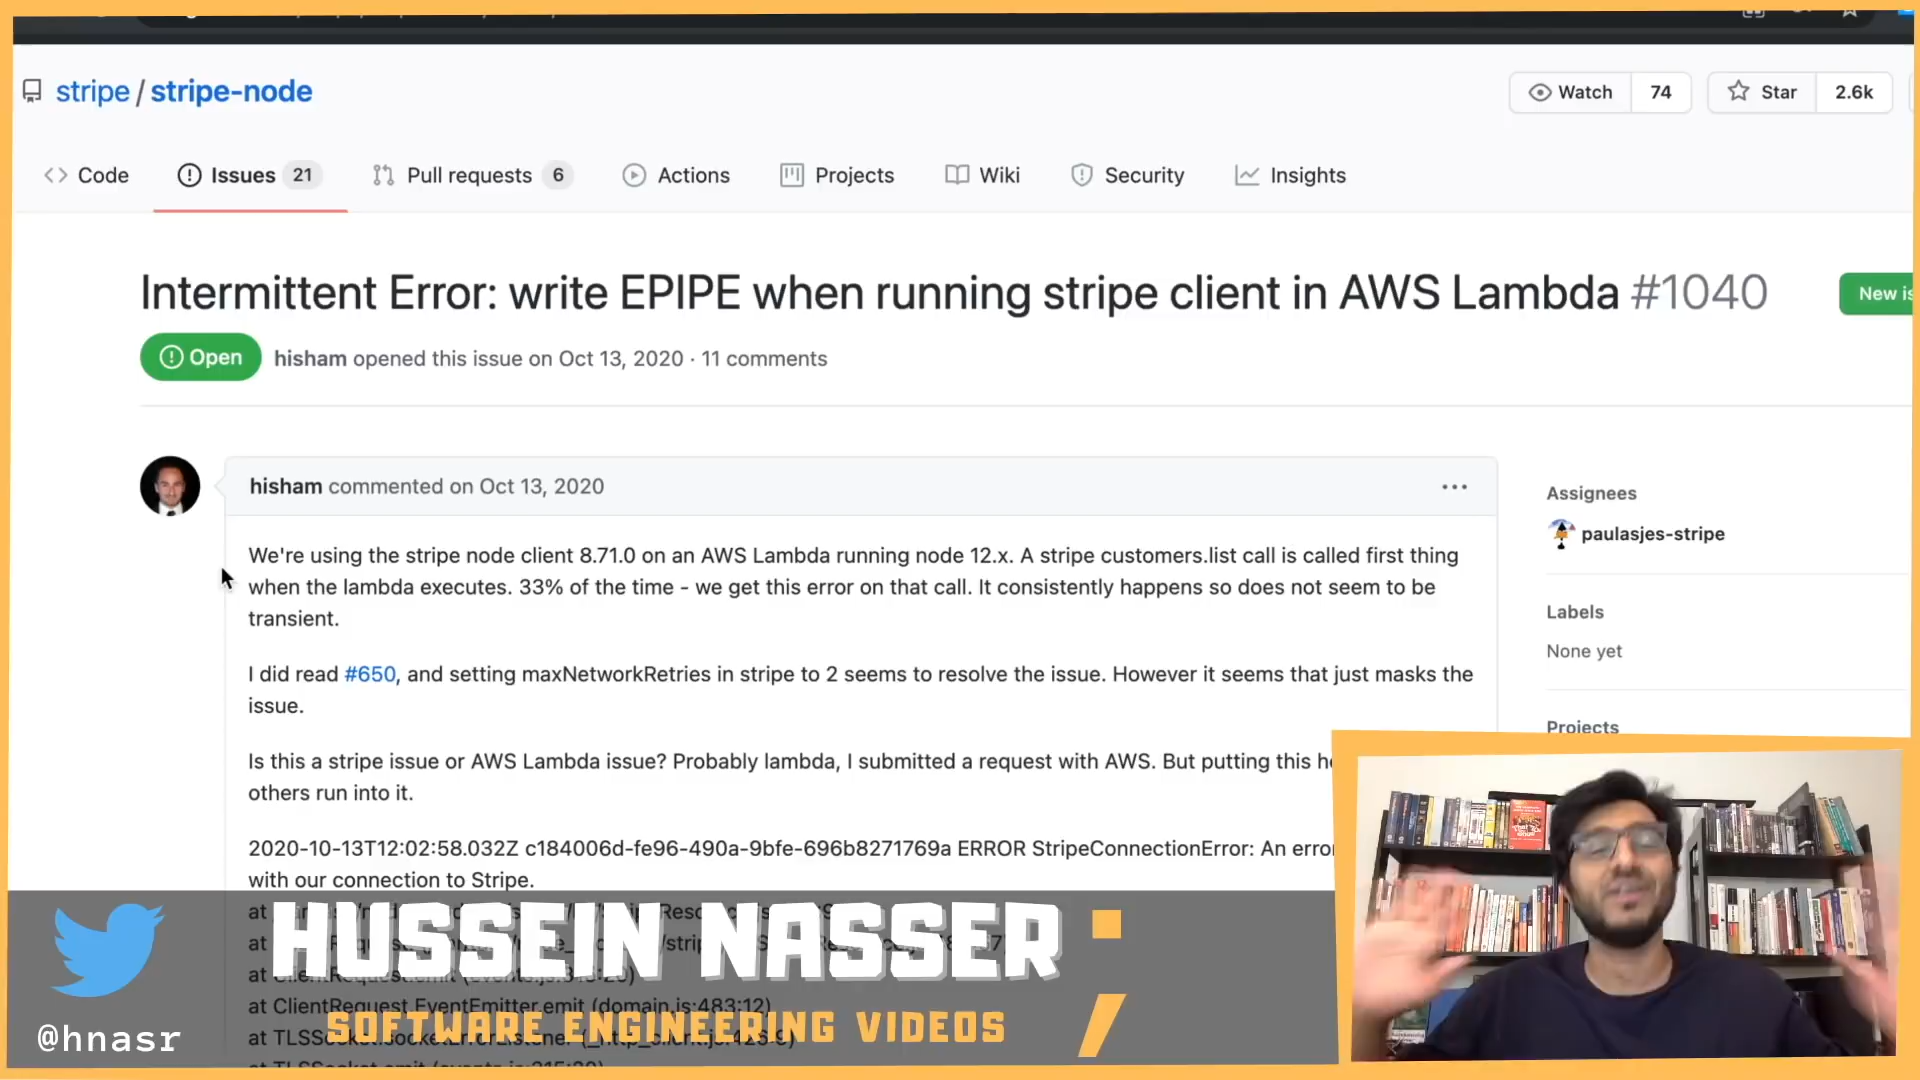 stripe / stripe-node
Watch 74
Star 2.6k
Code
Issues 21
Pull requests 6
Actions
Projects
Wiki
Security
Insights
Intermittent Error: write EPIPE when running stripe client in AWS Lambda #1040
New is
Open
hisham opened this issue on Oct 13, 2020 · 11 comments
hisham commented on Oct 13, 2020
We're using the stripe node client 8.71.0 on an AWS Lambda running node 12.x. A stripe customers.list call is called first thing
when the lambda executes. 33% of the time - we get this error on that call. It consistently happens so does not seem to be
transient.
I did read #650, and setting maxNetworkRetries in stripe to 2 seems to resolve the issue. However it seems that just masks the
issue.
Is this a stripe issue or AWS Lambda issue? Probably lambda, I submitted a request with AWS. But putting this
others run into it.
2020-10-13T12:02:58.032Z c184006d-fe96-490a-9bfe-696b8271769a ERROR StripeConnectionError: An
with our connection to Stripe.
at
at
at ClientRequest.emit
at ClientRequest.EventEmitter.emit (domain.js:483:12)
at
Assignees
paulasjes-stripe
Labels
None yet
Projects
HUSSEIN NASSER ;
SOFTWARE ENGINEERING VIDEOS
@hnasr